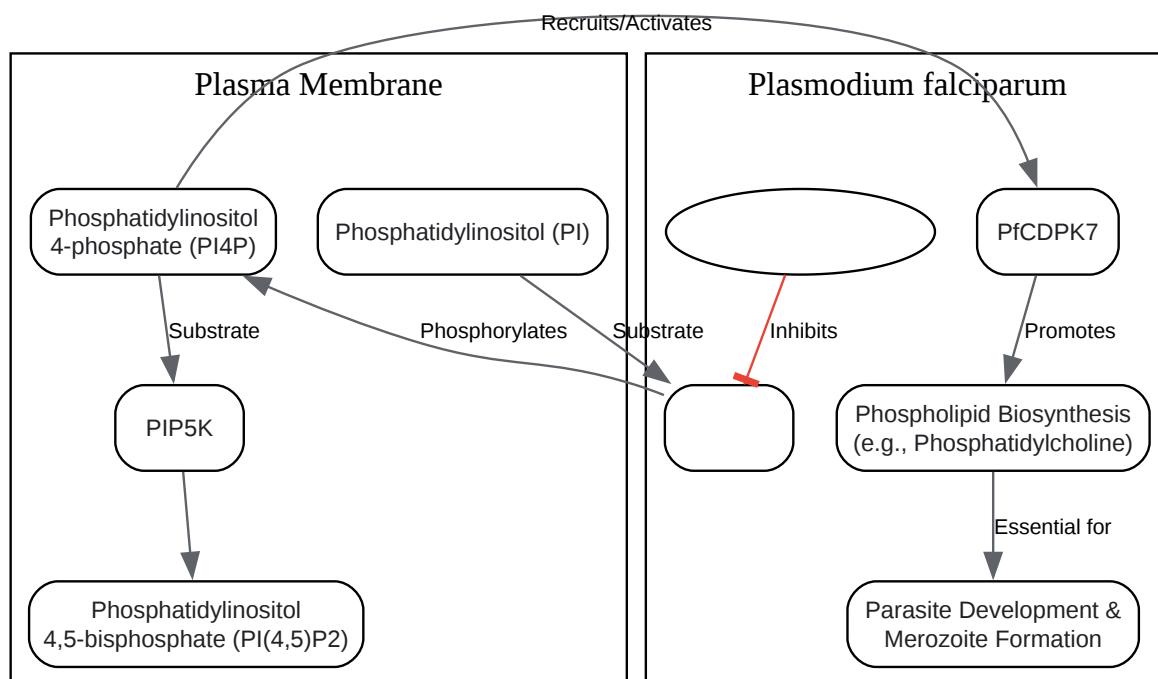 Recruits/Activates
Plasma Membrane
Plasmodium falciparum
Phosphatidylinositol
4-phosphate (PI4P)
Phosphatidylinositol (PI)
PfCDPK7
Substrate
Phosphorylates
Substrate
Inhibits
Promotes
PIP5K
Phospholipid Biosynthesis
(e.g., Phosphatidylcholine)
Essential for
Phosphatidylinositol
4,5-bisphosphate (PI(4,5)P2)
Parasite Development &
Merozoite Formation